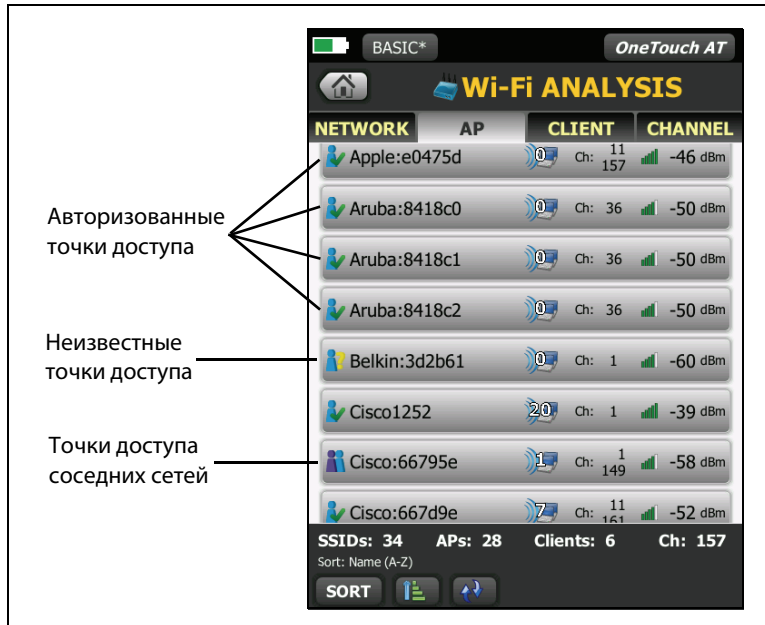 BASIC*
OneTouch AT
Wi-Fi ANALYSIS
NETWORK AP CLIENT CHANNEL
Apple:e0475d 0 Ch: 11 157 -46 dBm
Авторизованные
точки доступа
Aruba:8418c0 0 Ch: 36 -50 dBm
Aruba:8418c1 0 Ch: 36 -50 dBm
Aruba:8418c2 0 Ch: 36 -50 dBm
Неизвестные
точки доступа
Belkin:3d2b61 0 Ch: 1 -60 dBm
Cisco1252 20 Ch: 1 -39 dBm
Точки доступа
соседних сетей
Cisco:66795e 1 Ch: 1 149 -58 dBm
Cisco:667d9e 7 Ch: 11 161 -52 dBm
SSIDs: 34 APs: 28 Clients: 6 Ch: 157
Sort: Name (A-Z)
SORT